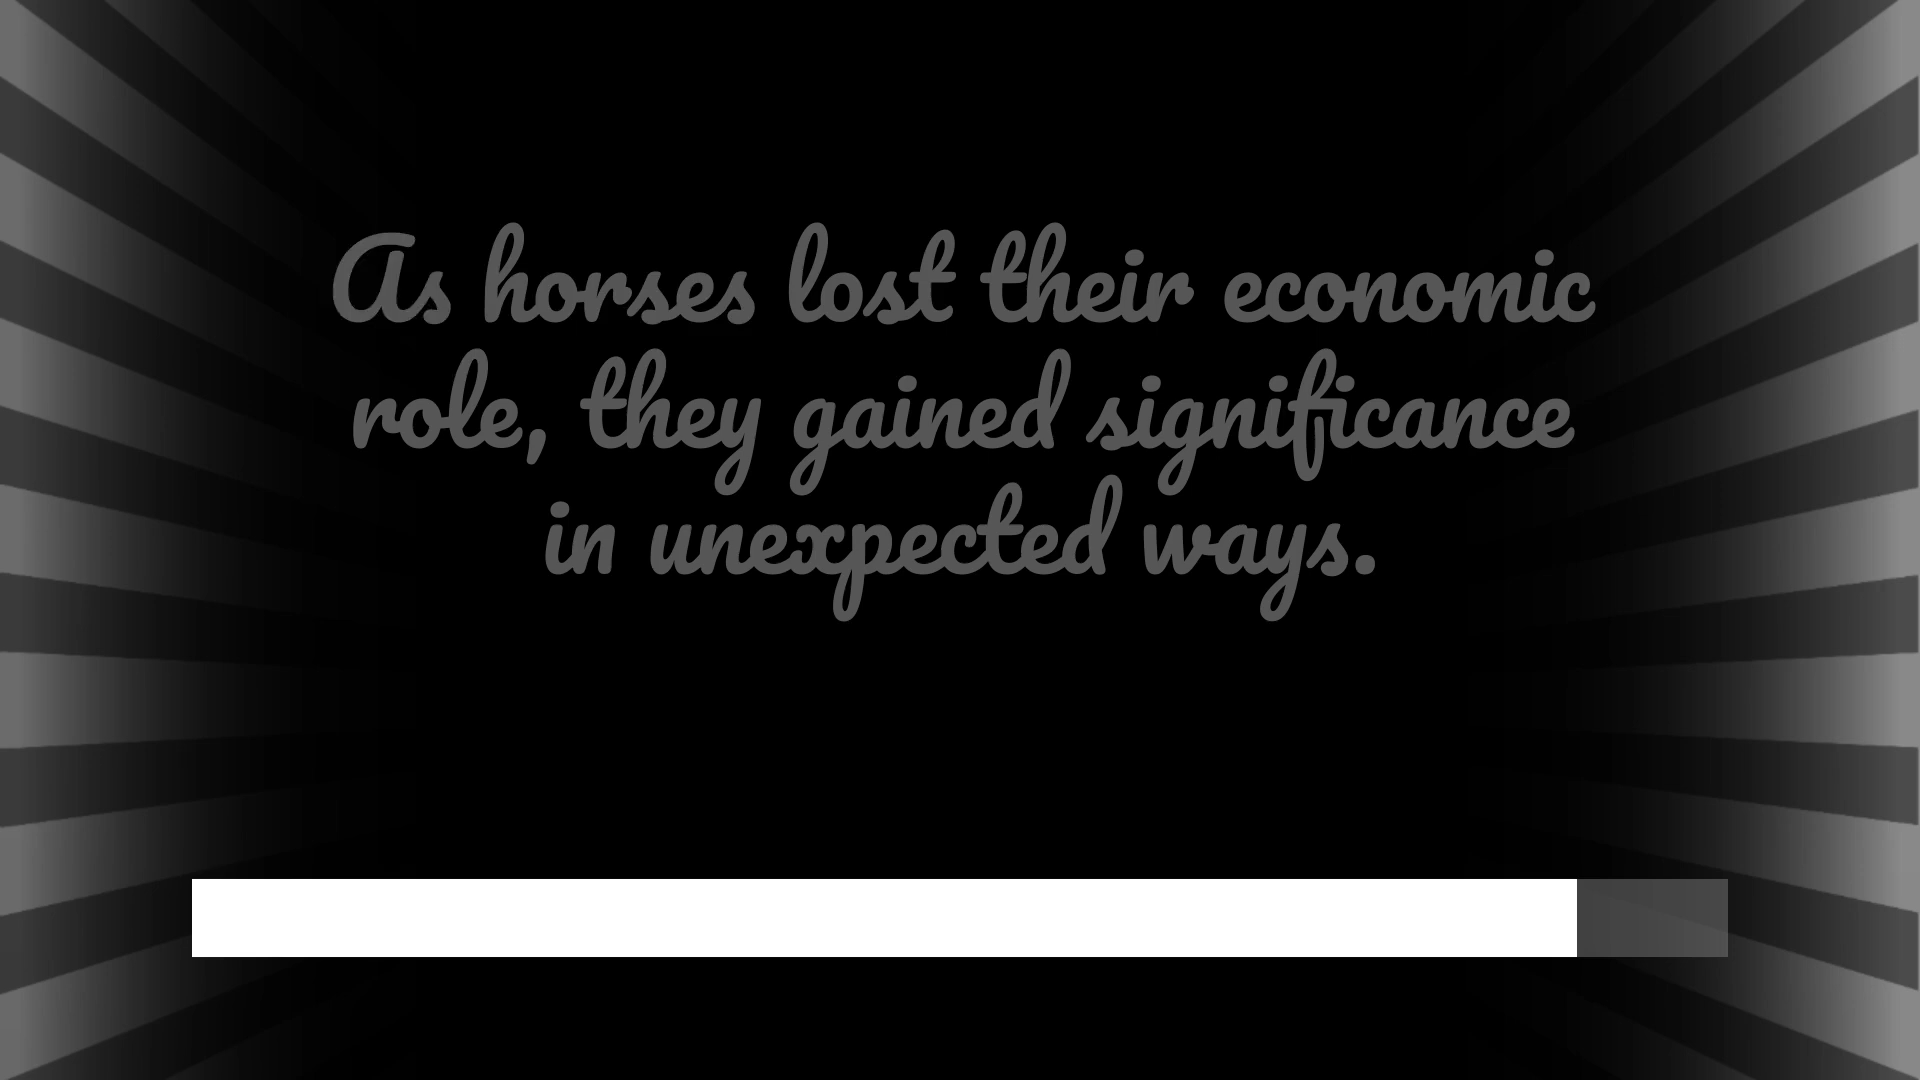 As horses lost their economic
role, they gained significance
in unexpected ways.